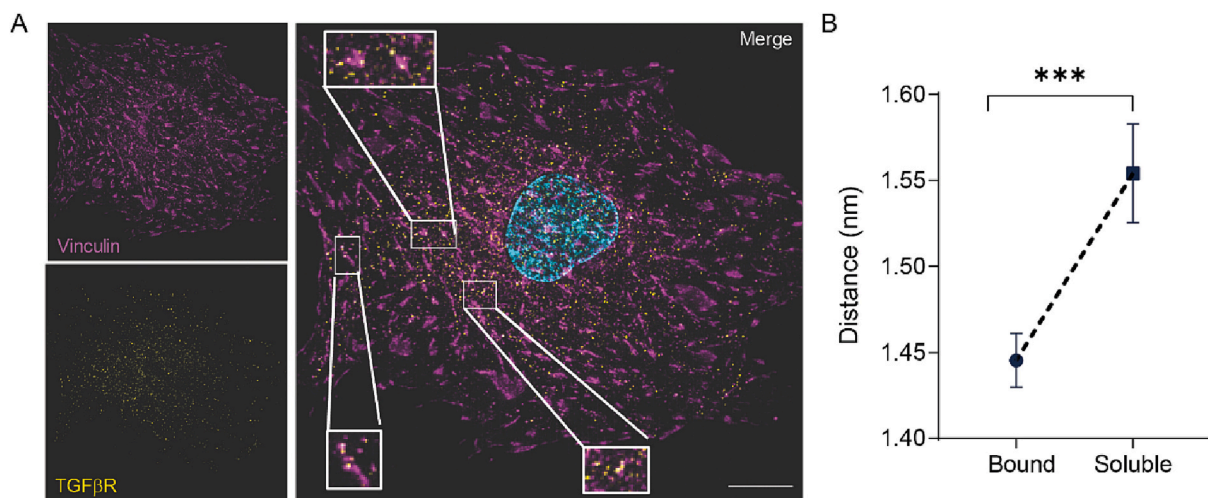 A
Vinculin
TGFβR
Merge
B
***
Distance (nm)
1.60
1.55
1.50
1.45
1.40
Bound
Soluble